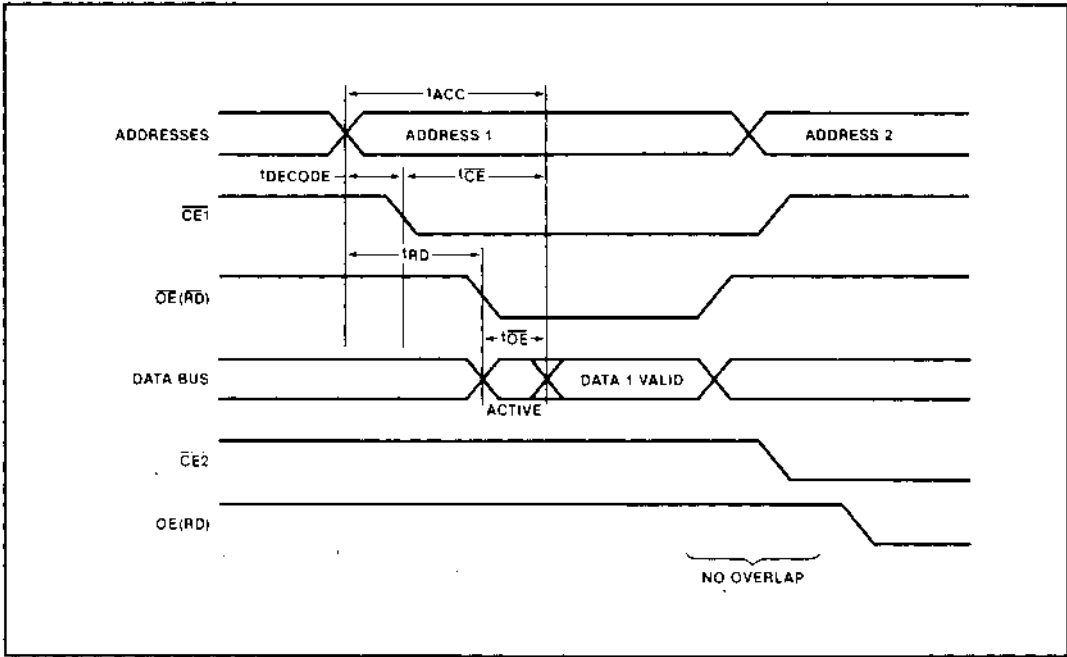 tACC
ADDRESSES ADDRESS 1 ADDRESS 2
tDECODE tCE
CE1
tRD
OE(RD)
tOE
DATA BUS DATA 1 VALID
ACTIVE
CE2
OE(RD)
NO OVERLAP